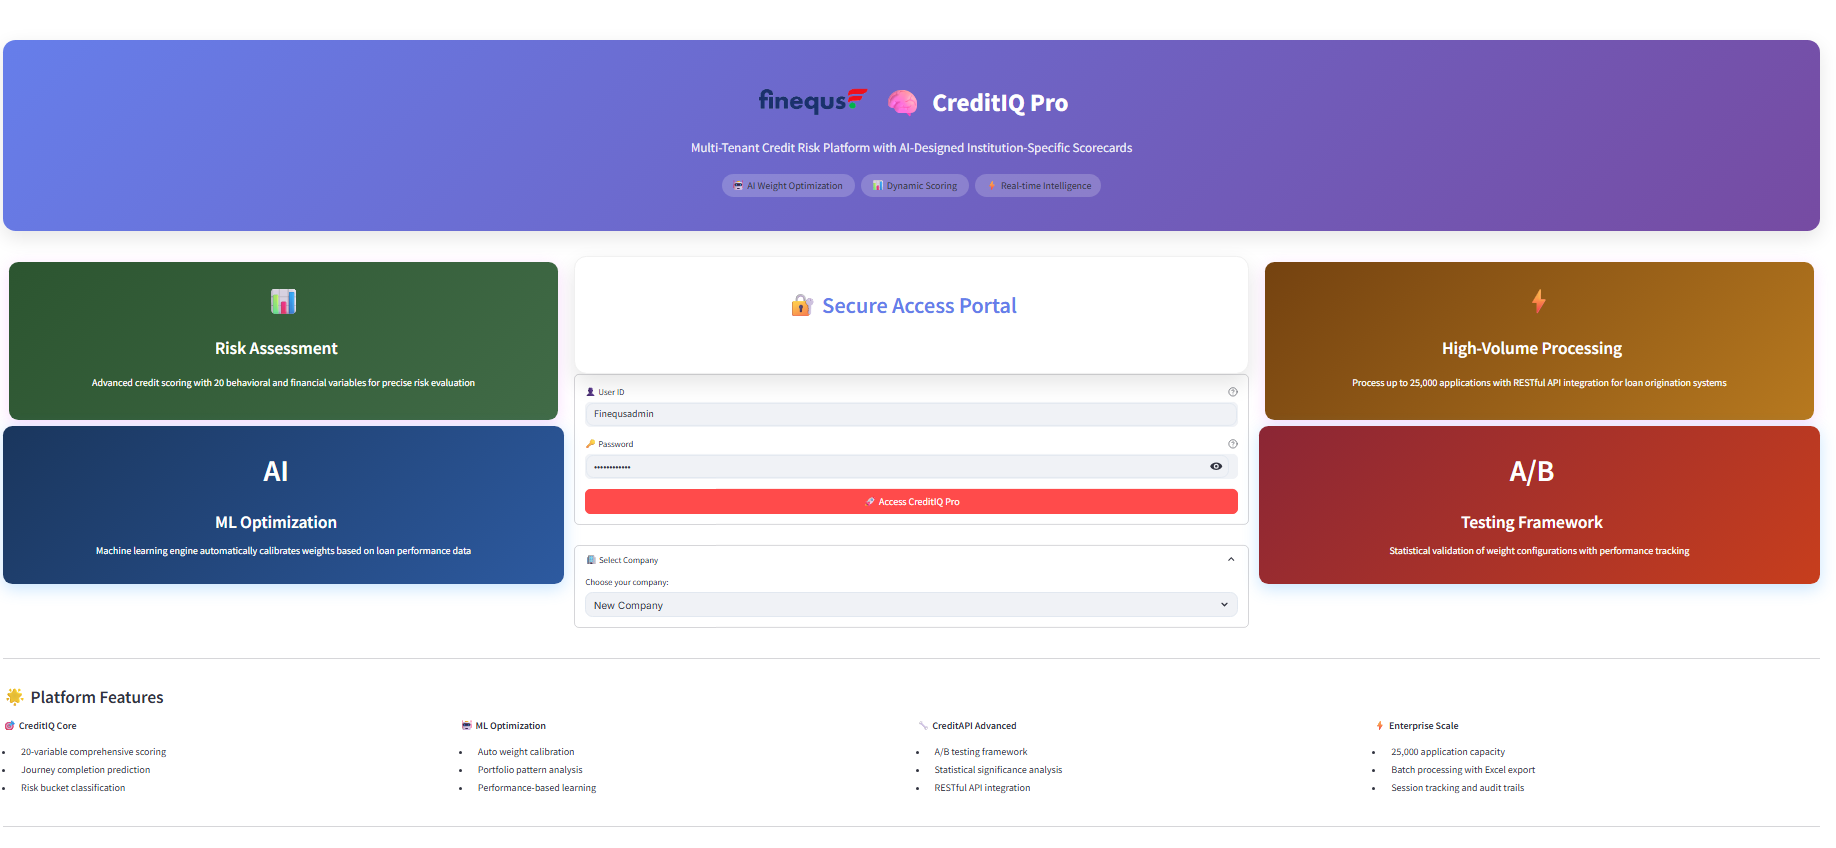 finequs CreditIQ Pro
Multi-Tenant Credit Risk Platform with AI-Designed Institution-Specific Scorecards
AI Weight Optimization Dynamic Scoring Real-time Intelligence
Risk Assessment
Advanced credit scoring with 20 behavioral and financial variables for precise risk evaluation
AI
ML Optimization
Machine learning engine automatically calibrates weights based on loan performance data
Secure Access Portal
User ID
Finequsadmin
Password
••••••••••••
Access CreditIQ Pro
Select Company
Choose your company:
New Company
High-Volume Processing
Process up to 25,000 applications with RESTful API integration for loan origination systems
A/B
Testing Framework
Statistical validation of weight configurations with performance tracking
Platform Features
CreditIQ Core
• 20-variable comprehensive scoring
• Journey completion prediction
• Risk bucket classification
ML Optimization
• Auto weight calibration
• Portfolio pattern analysis
• Performance-based learning
CreditAPI Advanced
• A/B testing framework
• Statistical significance analysis
• RESTful API integration
Enterprise Scale
• 25,000 application capacity
• Batch processing with Excel export
• Session tracking and audit trails